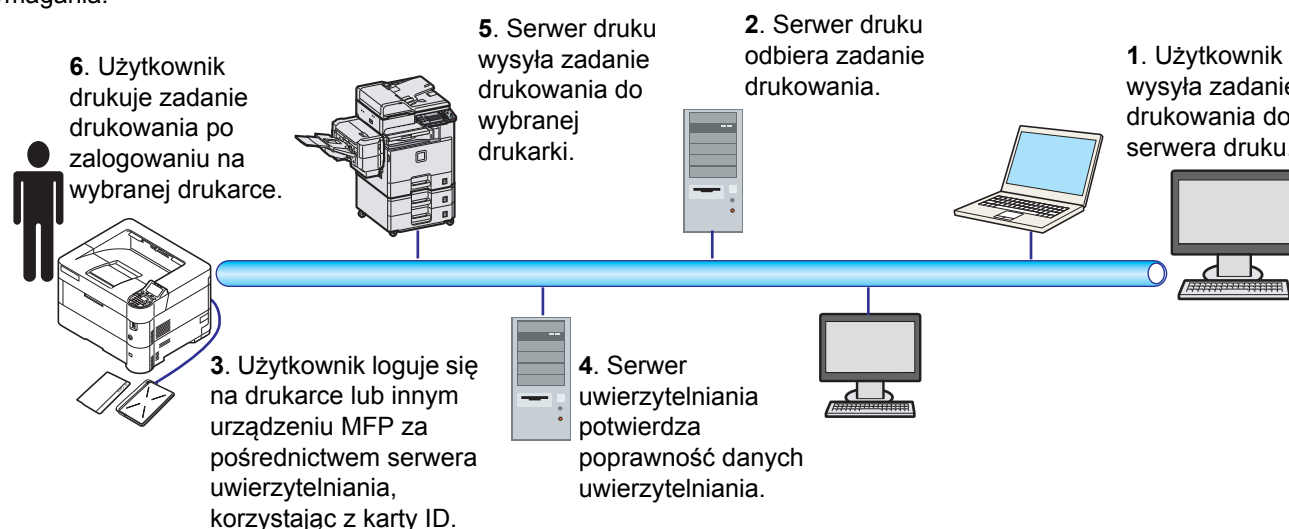 6. Użytkownik
drukuje zadanie
drukowania po
zalogowaniu na
wybranej drukarce.
5. Serwer druku
wysyła zadanie
drukowania do
wybranej
drukarki.
2. Serwer druku
odbiera zadanie
drukowania.
1. Użytkownik
wysyła zadanie
drukowania do
serwera druku.
3. Użytkownik loguje się
na drukarce lub innym
urządzeniu MFP za
pośrednictwem serwera
uwierzytelniania,
korzystając z karty ID.
4. Serwer
uwierzytelniania
potwierdza
poprawność danych
uwierzytelniania.